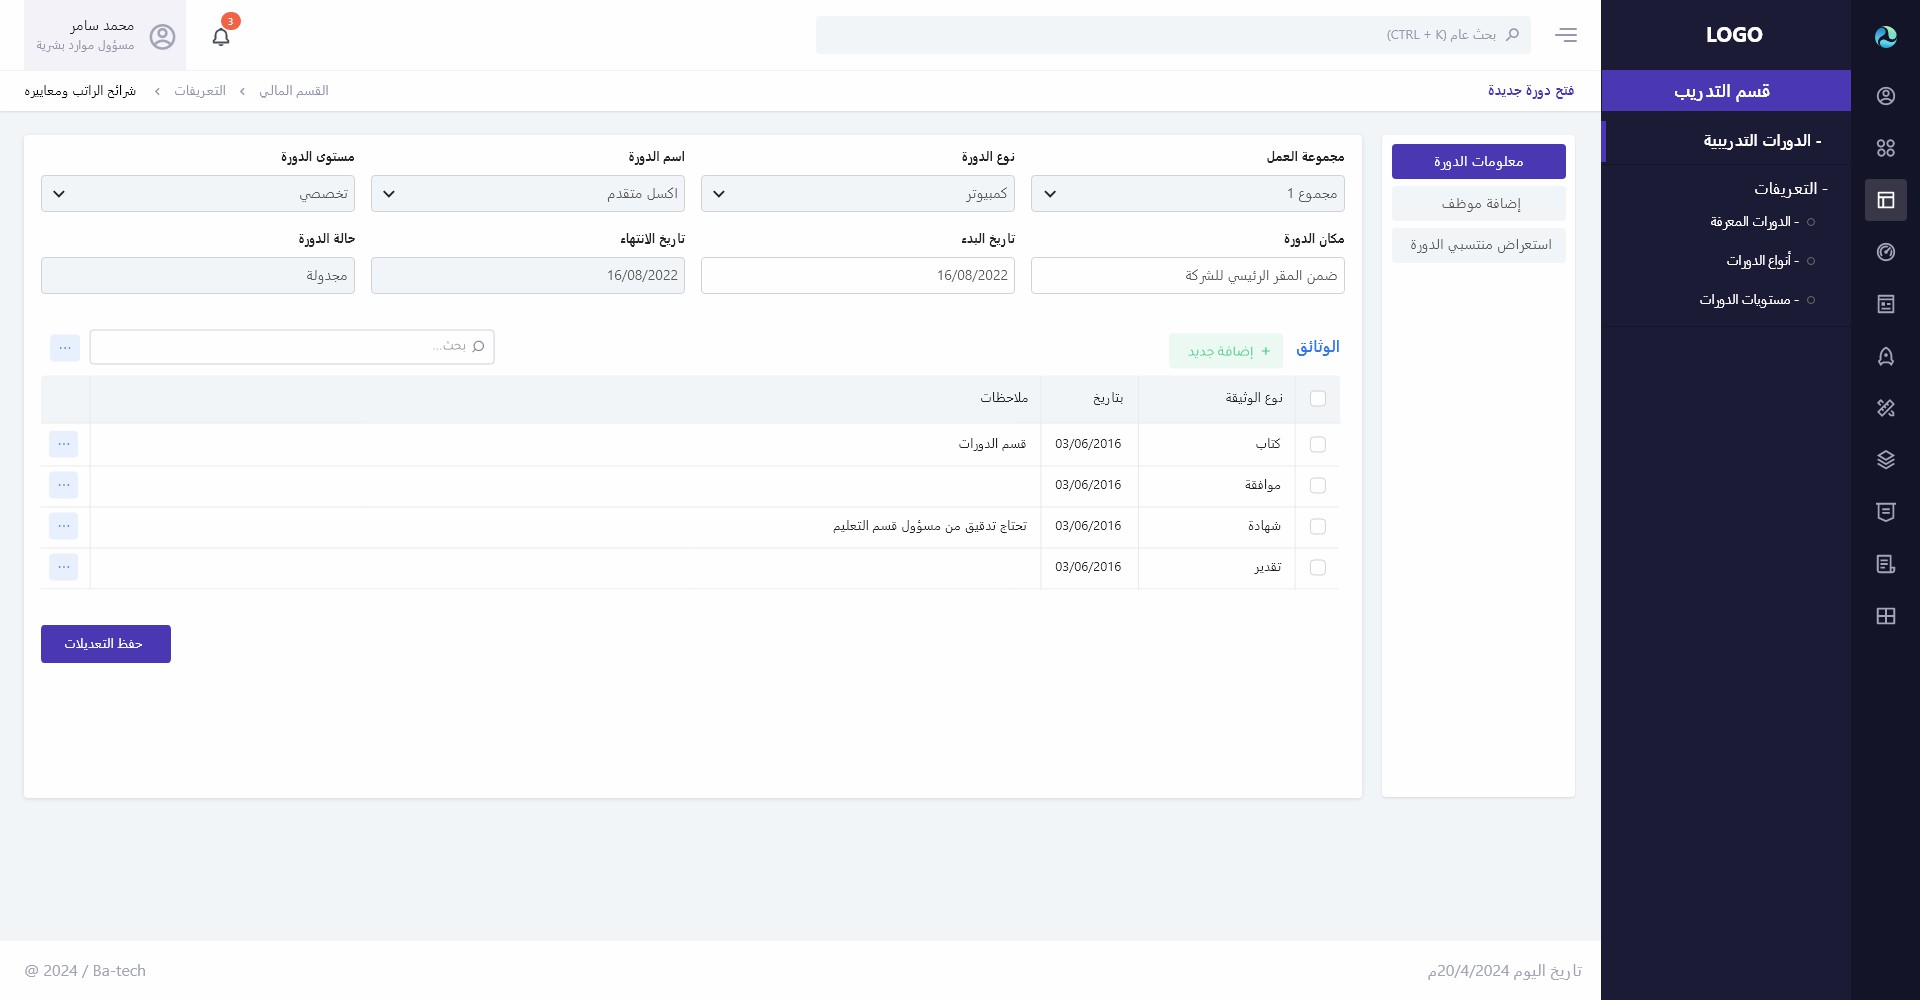 LOGO
قسم التدريب
- الدورات التدريبية
- التعريفات
- الدورات المعرفة
- أنواع الدورات
- مستويات الدورات
بحث عام (CTRL + K)
3
محمد سامر
مسؤول موارد بشرية
فتح دورة جديدة
القسم المالي › التعريفات › شرائح الراتب ومعاييره
معلومات الدورة
إضافة موظف
استعراض منتسبي الدورة
مجموعة العمل نوع الدورة اسم الدورة مستوى الدورة
مجموع 1 كمبيوتر اكسل متقدم تخصصي
مكان الدورة تاريخ البدء تاريخ الانتهاء حالة الدورة
ضمن المقر الرئيسي للشركة 16/08/2022 16/08/2022 مجدولة
الوثائق + إضافة جديد بحث... ...
نوع الوثيقة بتاريخ ملاحظات
كتاب 03/06/2016 قسم الدورات ...
موافقة 03/06/2016 ...
شهادة 03/06/2016 تحتاج تدقيق من مسؤول قسم التعليم ...
تقدير 03/06/2016 ...
حفظ التعديلات
تاريخ اليوم 20/4/2024م
@ 2024 / Ba-tech